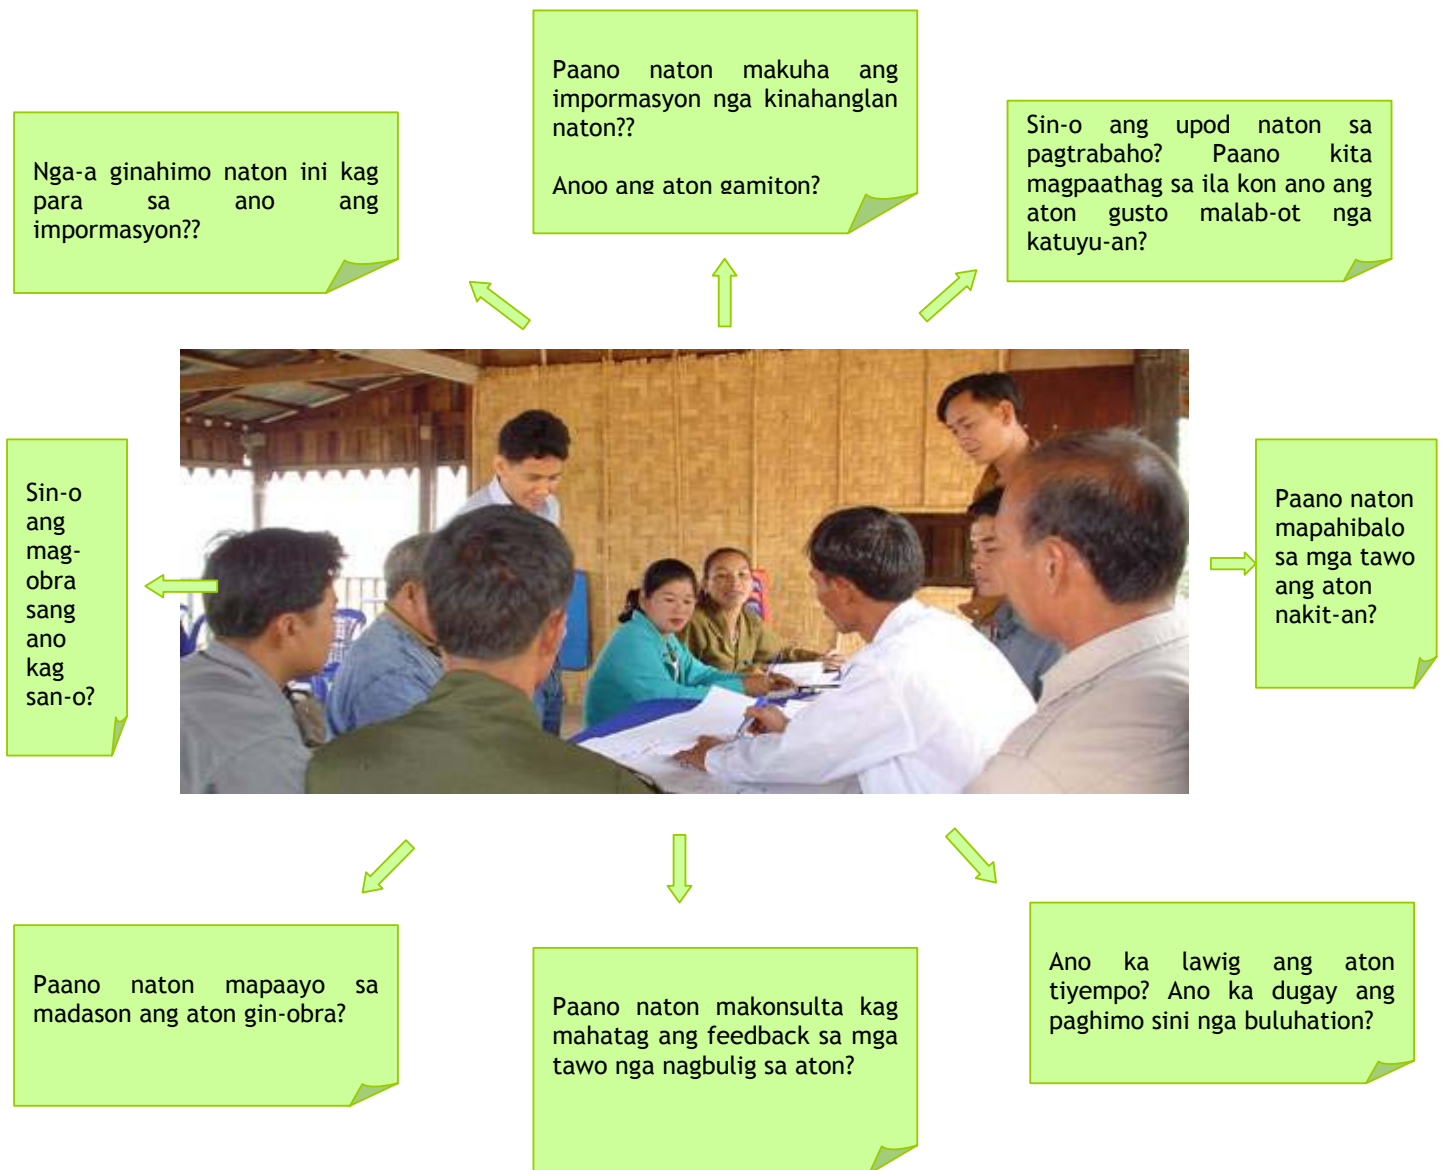 Paano naton makuha ang
impormasyon nga kinahanglan
naton??
Anoo ang aton gamiton?
Nga-a ginahimo naton ini kag
para sa ano ang
impormasyon??
Sin-o ang upod naton sa
pagtrabaho? Paano kita
magpaathag sa ila kon ano ang
aton gusto malab-ot nga
katuyu-an?
Sin-o
ang
mag-
obra
sang
ano
kag
san-o?
Paano naton
mapahibalo
sa mga tawo
ang aton
nakit-an?
Paano naton mapaayo sa
madason ang aton gin-obra?
Paano naton makonsulta kag
mahatag ang feedback sa mga
tawo nga nagbulig sa aton?
Ano ka lawig ang aton
tiyempo? Ano ka dugay ang
paghimo sini nga buluhation?